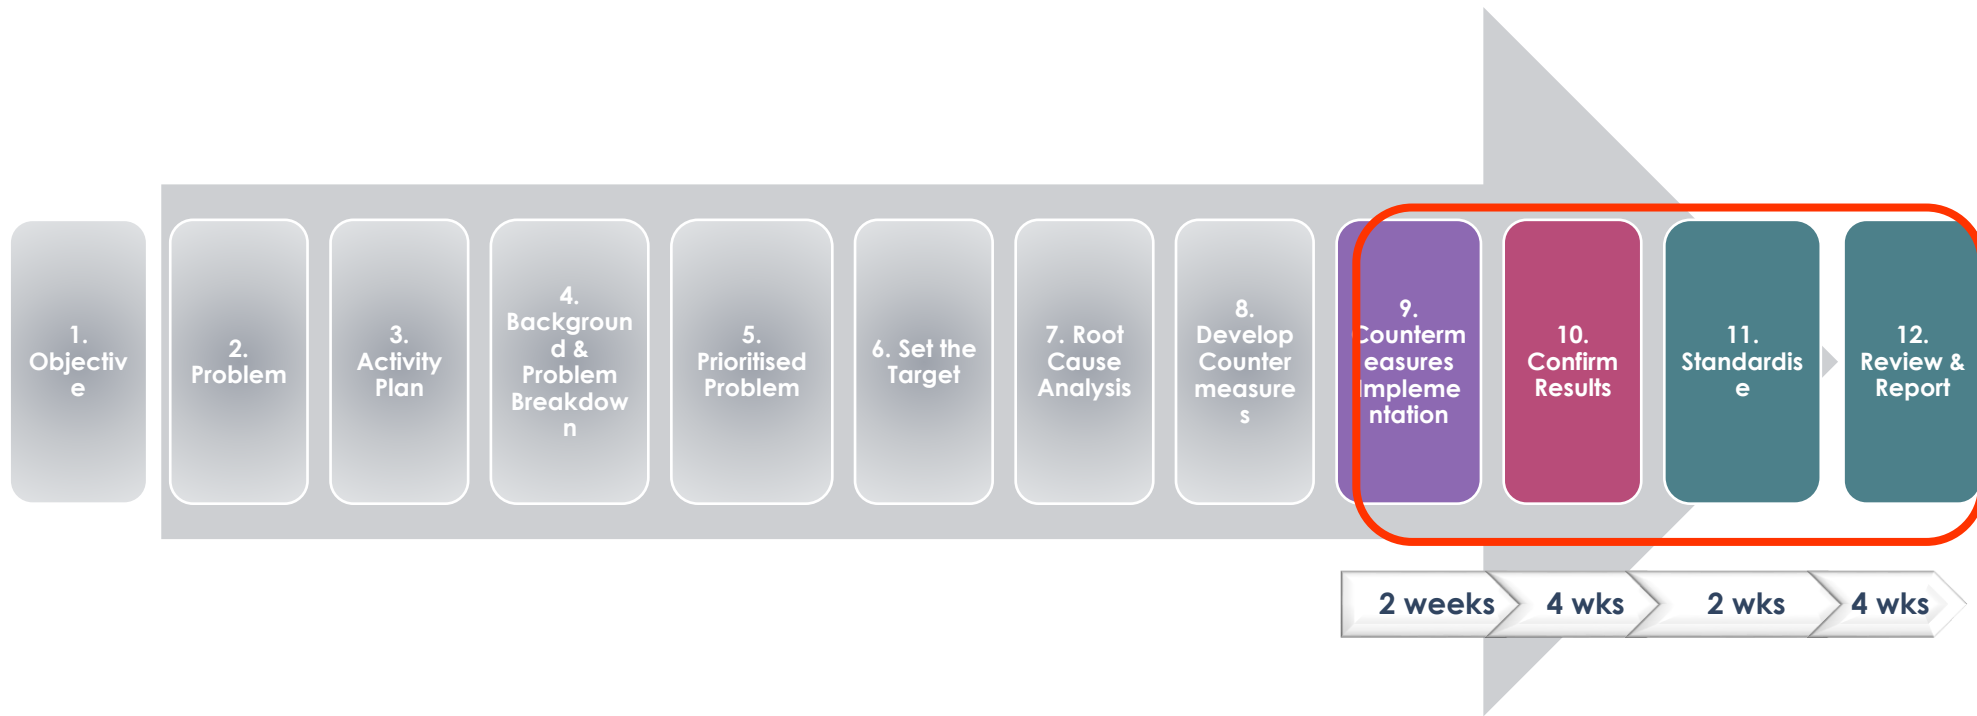 1.
Objectiv
e
2.
Problem
3.
Activity
Plan
4.
Backgroun
d &
Problem
Breakdow
n
5.
Prioritised
Problem
6. Set the
Target
7. Root
Cause
Analysis
8.
Develop
Counter
measure
s
9.
Counterm
easures
Impleme
ntation
10.
Confirm
Results
11.
Standardis
e
12.
Review &
Report
2 weeks
4 wks
2 wks
4 wks